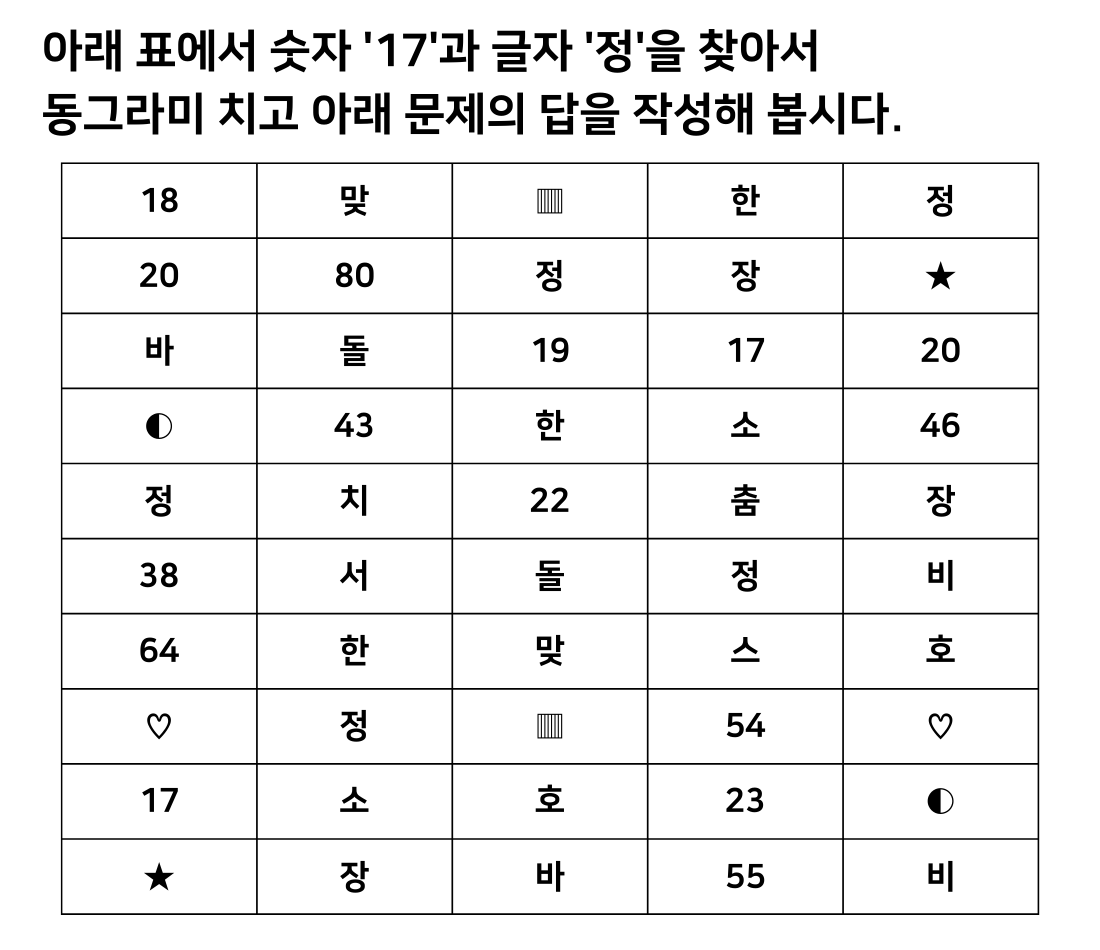 아래 표에서 숫자 '17'과 글자 '정'을 찾아서
동그라미 치고 아래 문제의 답을 작성해 봅시다.
18 맞 ▥ 한 정
20 80 정 장 ★
바 돌 19 17 20
◐ 43 한 소 46
정 치 22 춤 장
38 서 돌 정 비
64 한 맞 스 호
♡ 정 ▥ 54 ♡
17 소 호 23 ◐
★ 장 바 55 비